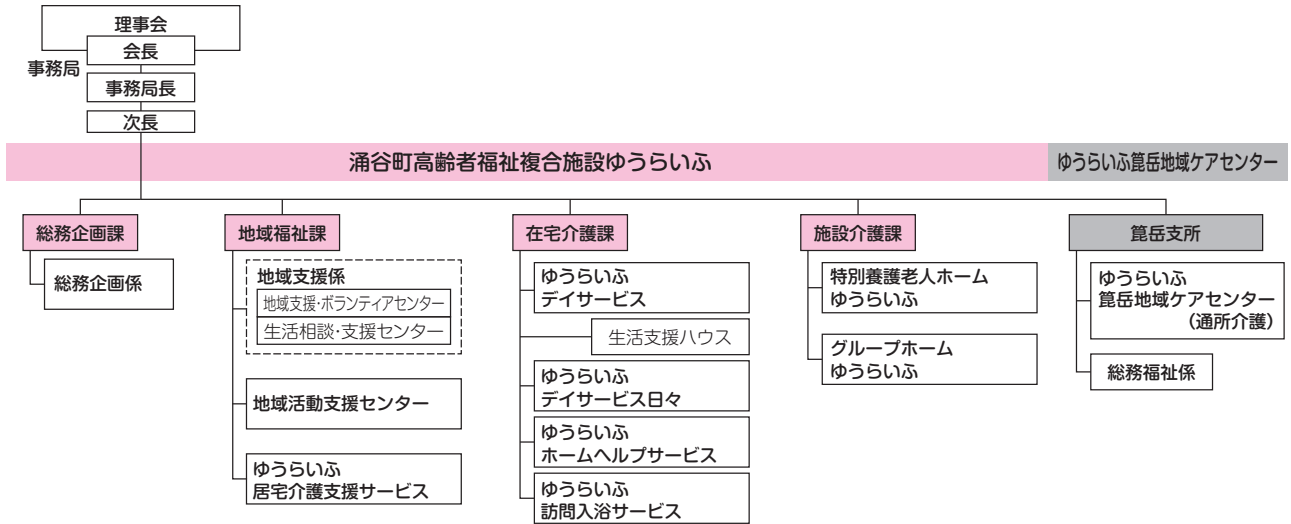 理事会
会長
事務局
事務局長
次長
涌谷町高齢者福祉複合施設ゆうらいふ
ゆうらいふ箟岳地域ケアセンター
総務企画課
総務企画係
地域福祉課
地域支援係
地域支援・ボランティアセンター
生活相談・支援センター
地域活動支援センター
ゆうらいふ
居宅介護支援サービス
在宅介護課
ゆうらいふ
デイサービス
生活支援ハウス
ゆうらいふ
デイサービス日々
ゆうらいふ
ホームヘルプサービス
ゆうらいふ
訪問入浴サービス
施設介護課
特別養護老人ホーム
ゆうらいふ
グループホーム
ゆうらいふ
箟岳支所
ゆうらいふ
箟岳地域ケアセンター
（通所介護）
総務福祉係